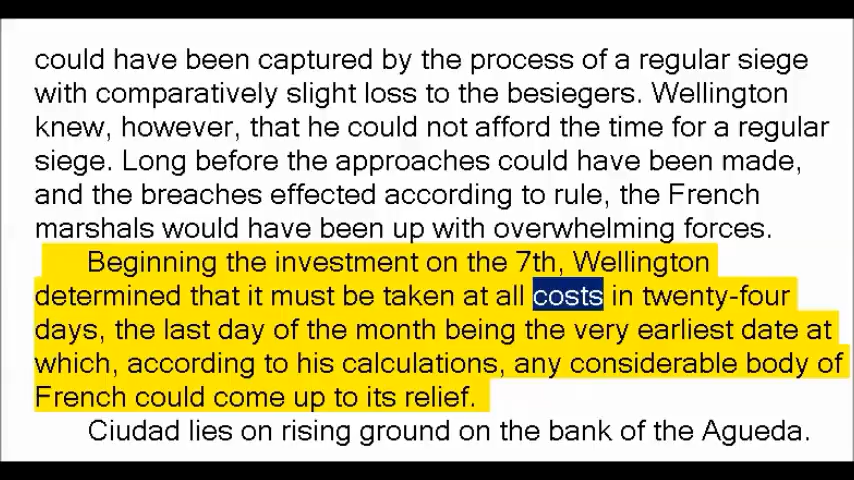 could have been captured by the process of a regular siege
with comparatively slight loss to the besiegers. Wellington
knew, however, that he could not afford the time for a regular
siege. Long before the approaches could have been made,
and the breaches effected according to rule, the French
marshals would have been up with overwhelming forces.
Beginning the investment on the 7th, Wellington
determined that it must be taken at all costs in twenty-four
days, the last day of the month being the very earliest date at
which, according to his calculations, any considerable body of
French could come up to its relief.
Ciudad lies on rising ground on the bank of the Agueda.